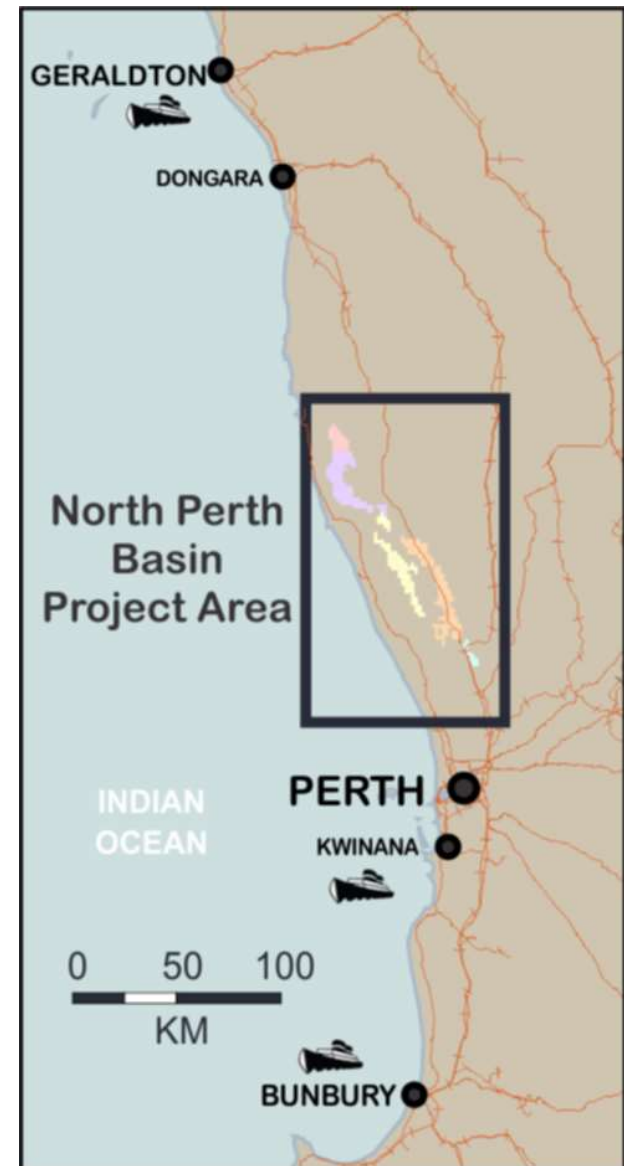 GERALDTON
DONGARA
North Perth
Basin
Project Area
PERTH
INDIAN
OCEAN
KWINANA
0 50 100
KM
BUNBURY